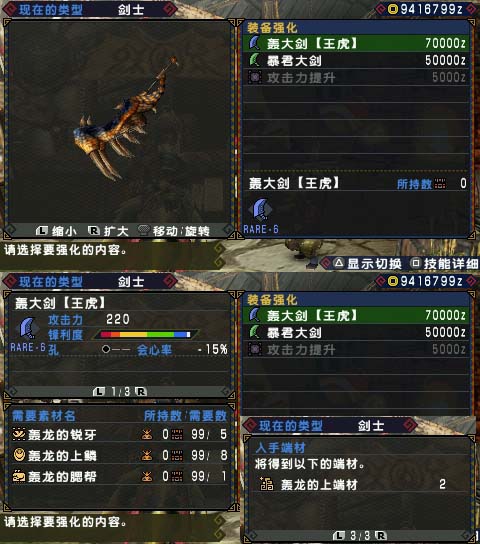 现在的类型 剑士
9416799z
装备强化
轰大剑【王虎】 70000z
暴君大剑 50000z
攻击力提升 5000z
轰大剑【王虎】 所持数 0
RARE-6
L 缩小 R 扩大 移动/旋转
请选择要强化的内容。
△显示切换 □技能详细
现在的类型 剑士
9416799z
轰大剑【王虎】
攻击力 220
锋利度
RARE-6 孔 ●−− 会心率 -15%
L 1/3 R
装备强化
轰大剑【王虎】 70000z
暴君大剑 50000z
攻击力提升 5000z
需要素材名 所持数/需要数
轰龙的锐牙 0 99/ 5
轰龙的上鳞 0 99/ 8
轰龙的腮帮 0 99/ 1
请选择要强化的内容。
现在的类型 剑士
入手端材
将得到以下的端材。
轰龙的上端材 2
L 3/3 R